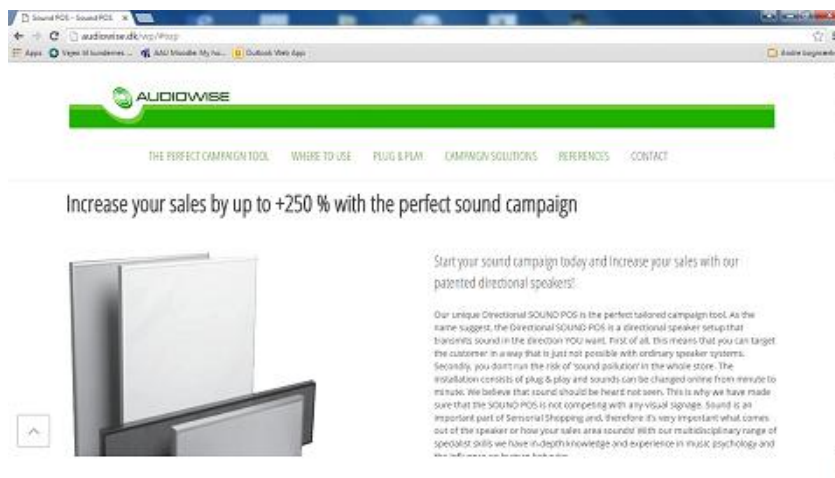 Sound POS - Sound POS
audiowise.dk/wp/#top
Apps
AAU Moodle: My ho...
Outlook Web App
AUDIOWISE
THE PERFECT CAMPAIGN TOOL WHERE TO USE PLUG & PLAY CAMPAIGN SOLUTIONS REFERENCES CONTACT
Increase your sales by up to +250 % with the perfect sound campaign
Start your sound campaign today and increase your sales with our
patented directional speakers!
Our unique Directional SOUND POS is the perfect tailored campaign tool. As the
name suggest, the Directional SOUND POS is a directional speaker setup that
transmits sound in the direction YOU want. First of all, this means that you can target
the customer in a way that is just not possible with ordinary speaker systems.
Secondly, you don't run the risk of 'sound pollution' in the whole store. The
installation consists of plug & play and sounds can be changed online from minute to
minute. We believe that sound should be heard not seen. This is why we have made
sure that the SOUND POS is not competing with any visual signage. Sound is an
important part of Sensorial Shopping and, therefore it's very important what comes
out of the speaker or how your sales area sounds! With our multidisciplinary range of
specialist skills we have in-depth knowledge and experience in music psychology and